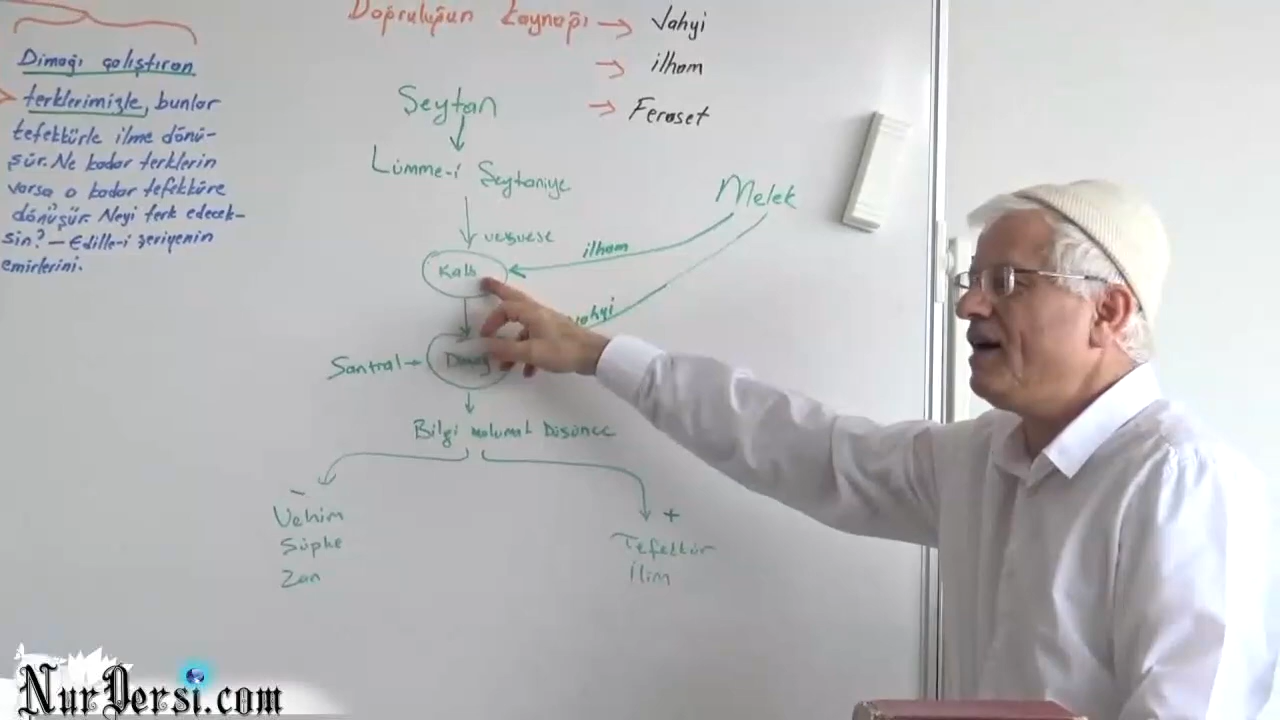 Doğruluğun Kaynağı → Vahyi
→ ilham
→ Feraset
Dimağı çalıştıran
terklerimizle, bunlar
tefekkürle ilme dönü-
şür. Ne kadar terklerin
varsa o kadar tefekküre
dönüşür. Neyi terk edecek-
sin? - Edille-i şeriyenin
emirlerini.
Şeytan
Lümme-i Şeytaniye
Melek
vesvese
ilham
Kalb
vahyi
Santral →
Dimağ
Bilgi malumat Düşünce
-
Vehim
Şüphe
Zan
+
Tefekkür
İlim
NurDersi.com